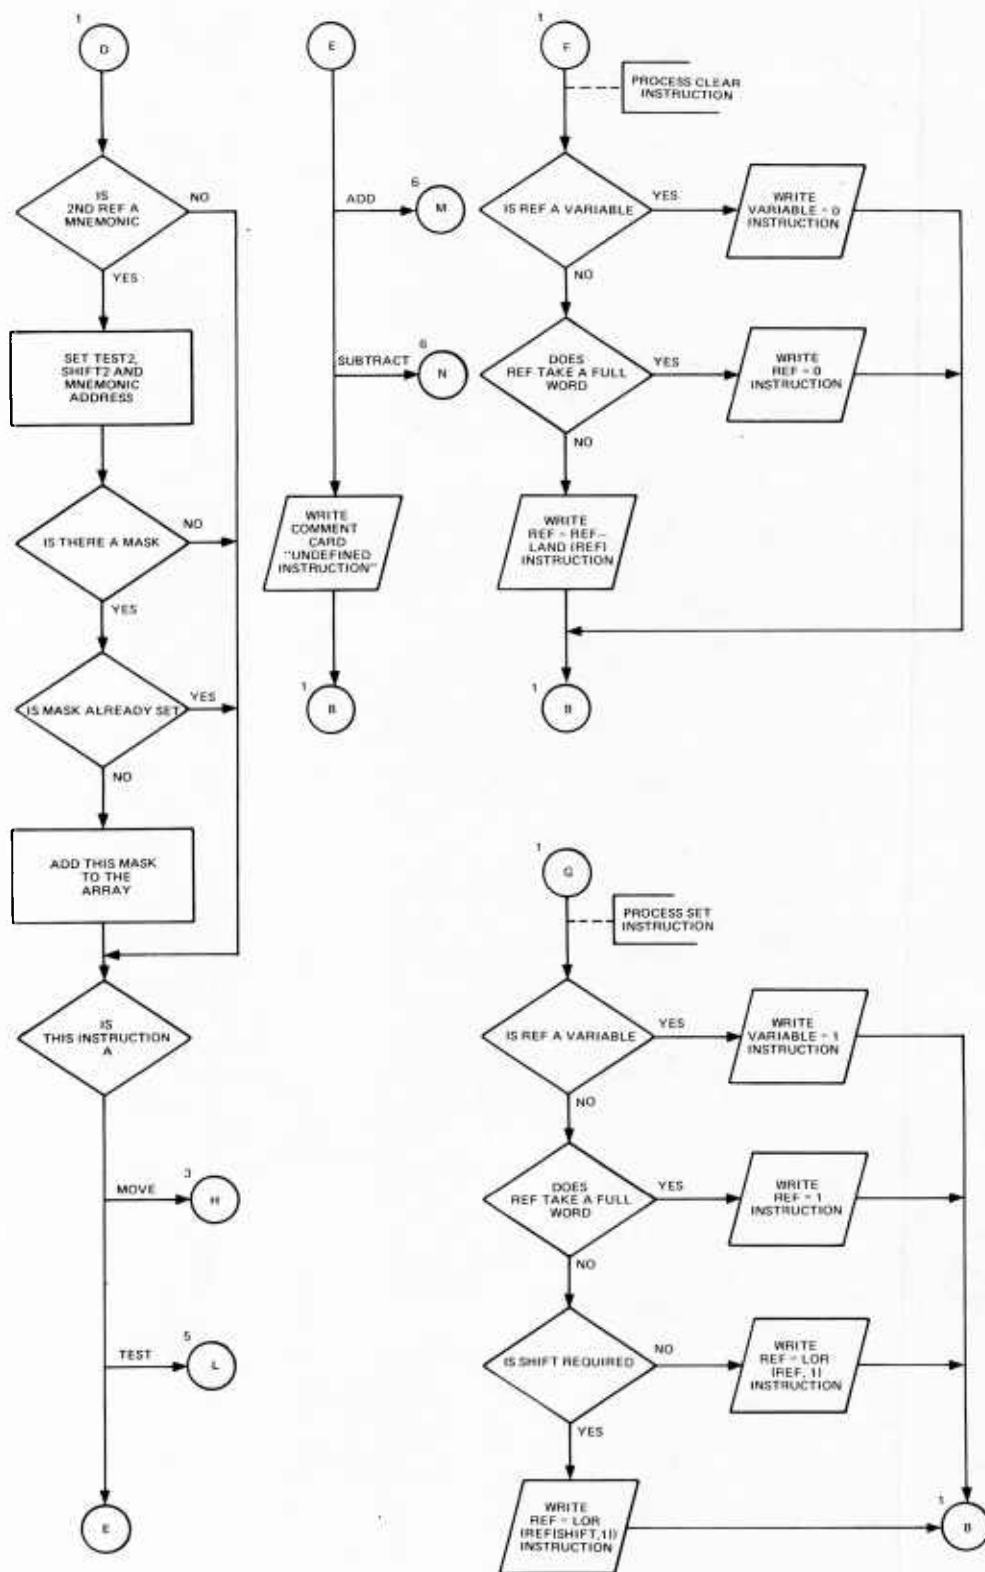 1
D
IS
2ND REF A
MNEMONIC
NO
YES
SET TEST2,
SHIFT2 AND
MNEMONIC
ADDRESS
IS THERE A MASK
NO
YES
IS MASK ALREADY SET
YES
NO
ADD THIS MASK
TO THE
ARRAY
IS
THIS INSTRUCTION
A
MOVE
3
H
TEST
5
L
E
E
ADD
6
M
SUBTRACT
6
N
WRITE
COMMENT
CARD
"UNDEFINED
INSTRUCTION"
1
B
1
F
PROCESS CLEAR
INSTRUCTION
IS REF A VARIABLE
YES
WRITE
VARIABLE = 0
INSTRUCTION
NO
DOES
REF TAKE A FULL
WORD
YES
WRITE
REF = 0
INSTRUCTION
NO
WRITE
REF = REF–
LAND (REF)
INSTRUCTION
1
B
1
G
PROCESS SET
INSTRUCTION
IS REF A VARIABLE
YES
WRITE
VARIABLE = 1
INSTRUCTION
NO
DOES
REF TAKE A FULL
WORD
YES
WRITE
REF = 1
INSTRUCTION
NO
IS SHIFT REQUIRED
NO
WRITE
REF = LOR
(REF, 1)
INSTRUCTION
YES
WRITE
REF = LOR
(REF(SHIFT,1))
INSTRUCTION
1
B